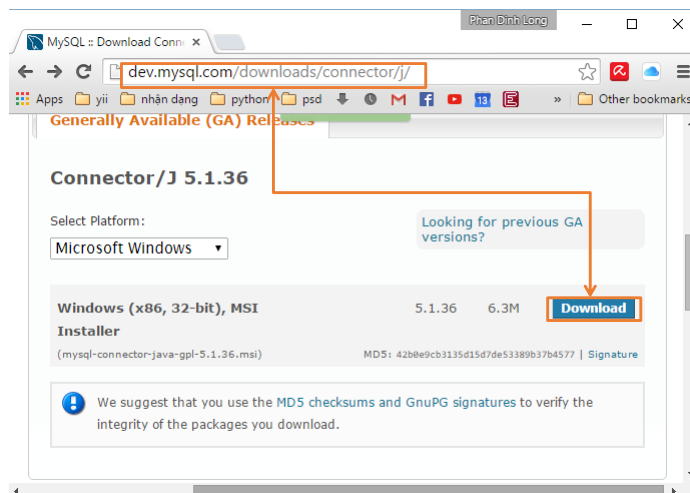 Phan Dinh Long
MySQL :: Download Conn
dev.mysql.com/downloads/connector/j/
Apps yii nhận dạng python psd 13 » Other bookmarks
Generally Available (GA) Releases
Connector/J 5.1.36
Select Platform:
Looking for previous GA
versions?
Microsoft Windows
Windows (x86, 32-bit), MSI
Installer
5.1.36 6.3M Download
(mysql-connector-java-gpl-5.1.36.msi)
MD5: 42b0e9cb3135d15d7de53389b37b4577 | Signature
We suggest that you use the MD5 checksums and GnuPG signatures to verify the
integrity of the packages you download.